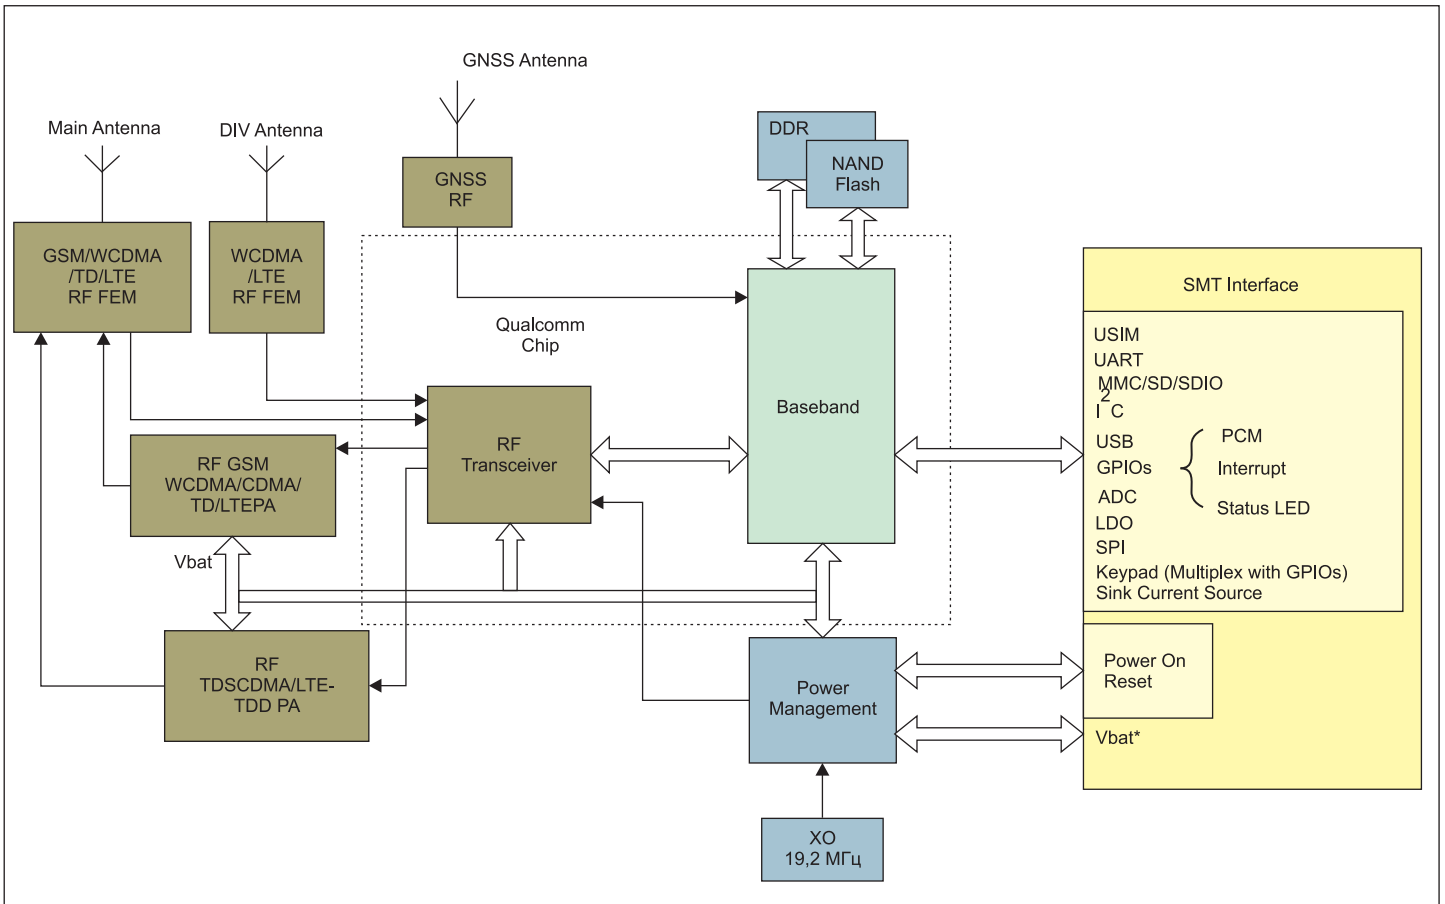 GNSS Antenna
Main Antenna
DIV Antenna
DDR
NAND
Flash
GNSS
RF
GSM/WCDMA
/TD/LTE
RF FEM
WCDMA
/LTE
RF FEM
SMT Interface
Qualcomm
Chip
USIM
UART
MMC/SD/SDIO
I2C
USB
GPIOs
PCM
Interrupt
Status LED
ADC
LDO
SPI
Keypad (Multiplex with GPIOs)
Sink Current Source
Baseband
RF
Transceiver
RF GSM
WCDMA/CDMA/
TD/LTEPA
Vbat
RF
TDSCDMA/LTE-
TDD PA
Power
Management
Power On
Reset
Vbat*
XO
19,2 МГц